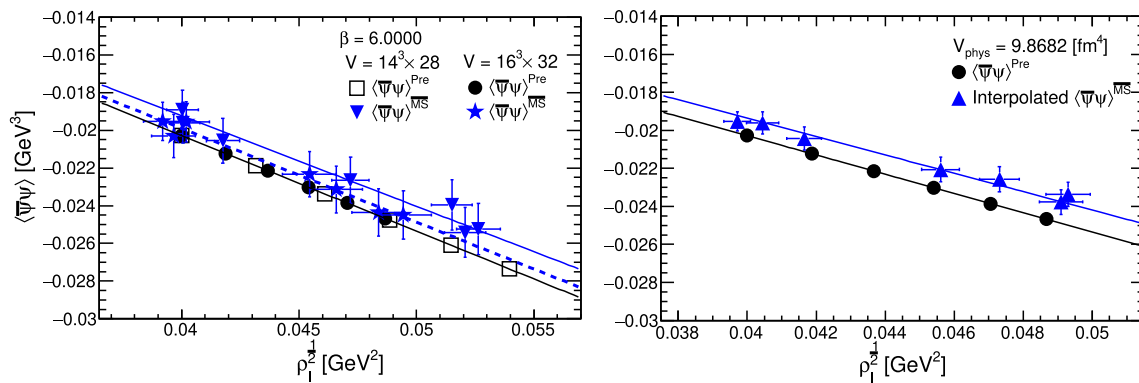 −0.014
−0.016
−0.018
−0.02
−0.022
−0.024
−0.026
−0.028
−0.03
⟨ψ̅ψ⟩ [GeV³]
β = 6.0000
V = 14³× 28 V = 16³× 32
⟨ψ̅ψ⟩^Pre ⟨ψ̅ψ⟩^Pre
⟨ψ̅ψ⟩^M̅S̅ ⟨ψ̅ψ⟩^M̅S̅
0.04 0.045 0.05 0.055
ρ_I^{1/2} [GeV²]
−0.014
−0.016
−0.018
−0.02
−0.022
−0.024
−0.026
−0.028
−0.03
V_phys = 9.8682 [fm⁴]
⟨ψ̅ψ⟩^Pre
Interpolated ⟨ψ̅ψ⟩^M̅S̅
0.038 0.04 0.042 0.044 0.046 0.048 0.05
ρ_I^{1/2} [GeV²]